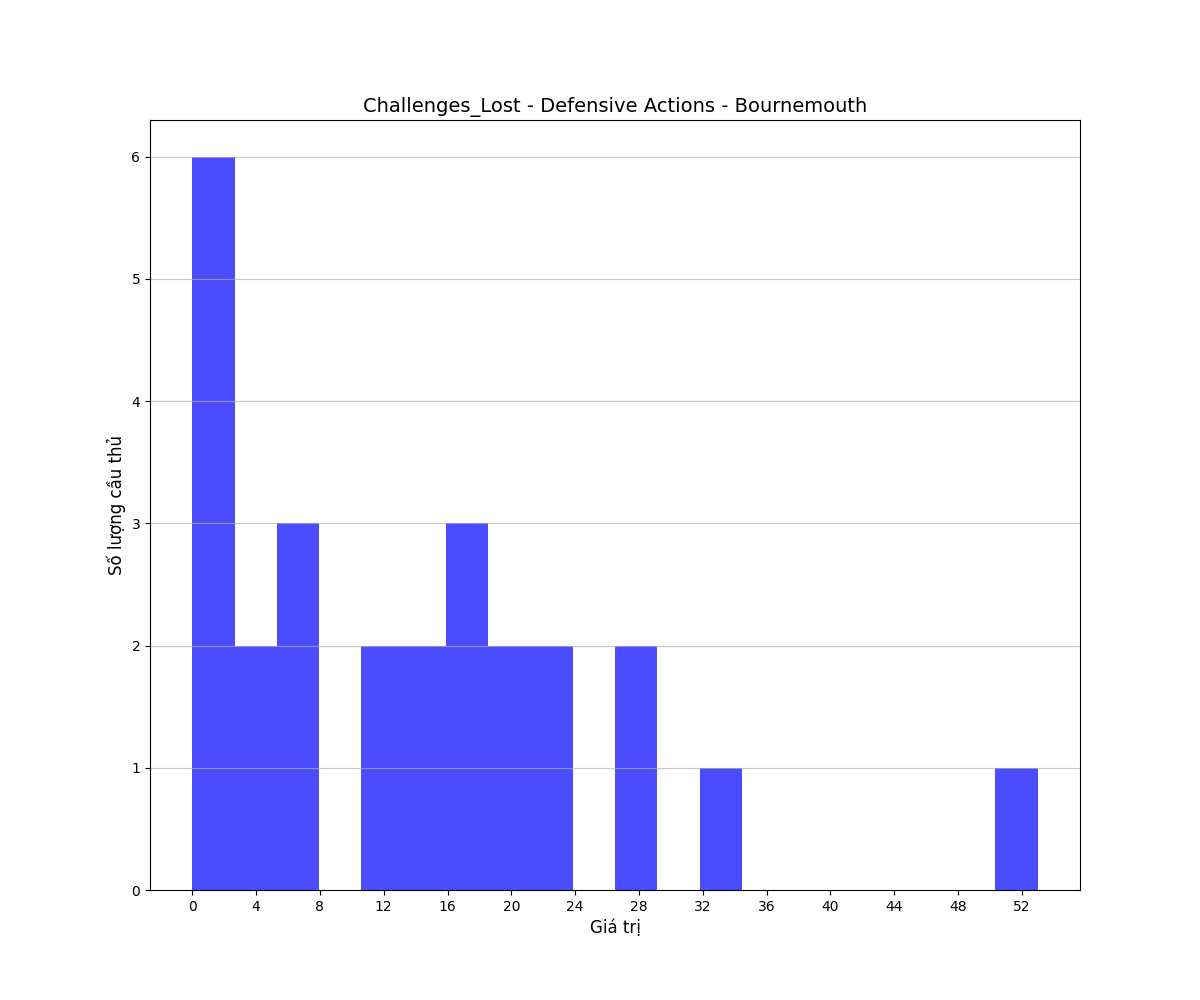 Challenges_Lost - Defensive Actions - Bournemouth
Số lượng cầu thủ
6
5
4
3
2
1
0
0 4 8 12 16 20 24 28 32 36 40 44 48 52
Giá trị